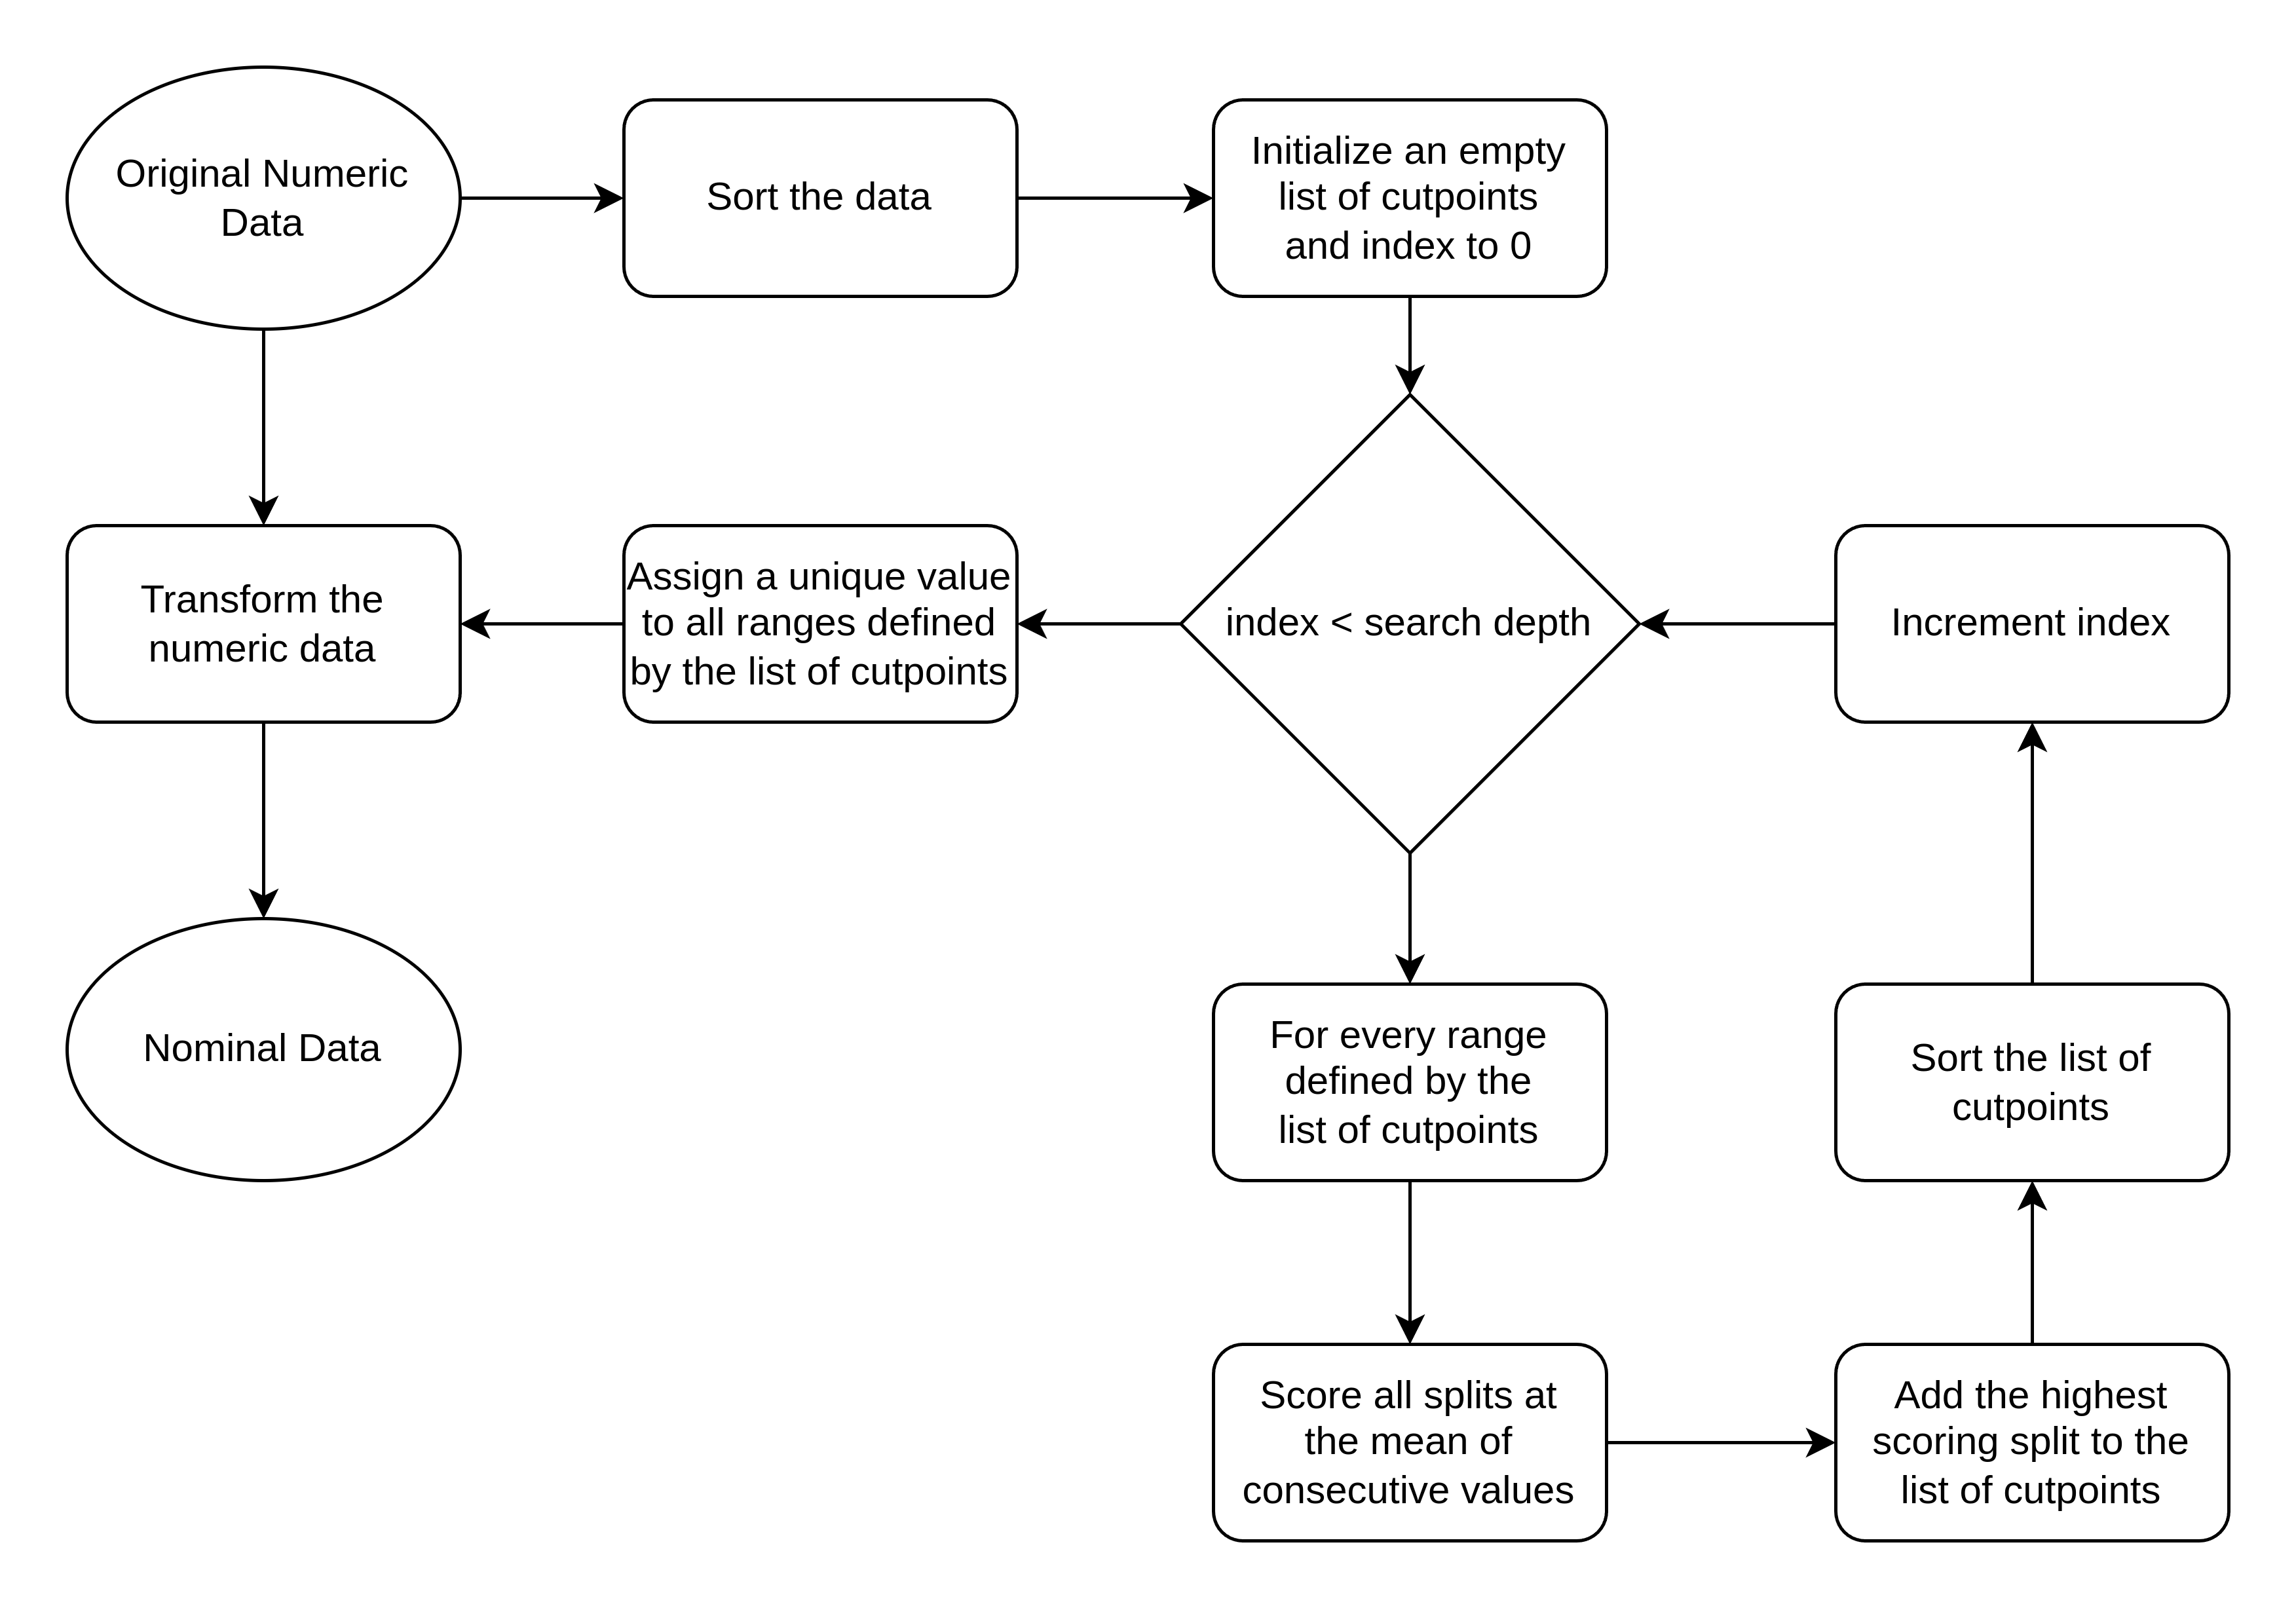 Original Numeric
Data
Sort the data
Initialize an empty
list of cutpoints
and index to 0
Transform the
numeric data
Assign a unique value
to all ranges defined
by the list of cutpoints
index < search depth
Increment index
Nominal Data
For every range
defined by the
list of cutpoints
Sort the list of
cutpoints
Score all splits at
the mean of
consecutive values
Add the highest
scoring split to the
list of cutpoints